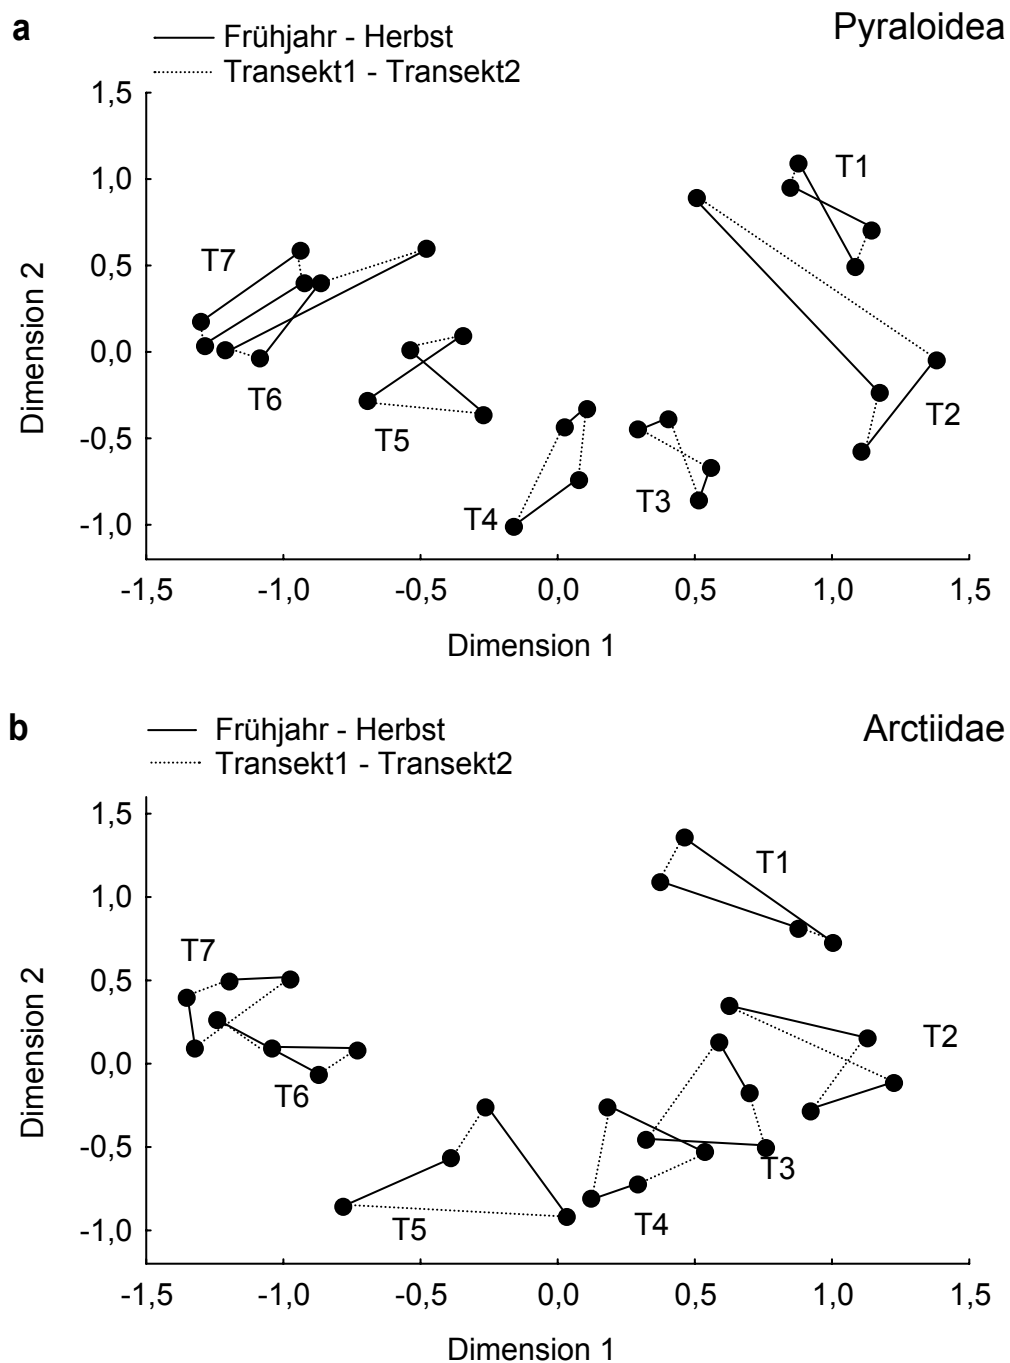 a
Pyraloidea
Frühjahr - Herbst
Transekt1 - Transekt2
1,5
1,0
0,5
0,0
-0,5
-1,0
Dimension 2
T1
T7
T2
T6
T5
T3
T4
-1,5 -1,0 -0,5 0,0 0,5 1,0 1,5
Dimension 1
b
Arctiidae
Frühjahr - Herbst
Transekt1 - Transekt2
1,5
1,0
0,5
0,0
-0,5
-1,0
Dimension 2
T1
T7
T2
T6
T3
T5
T4
-1,5 -1,0 -0,5 0,0 0,5 1,0 1,5
Dimension 1